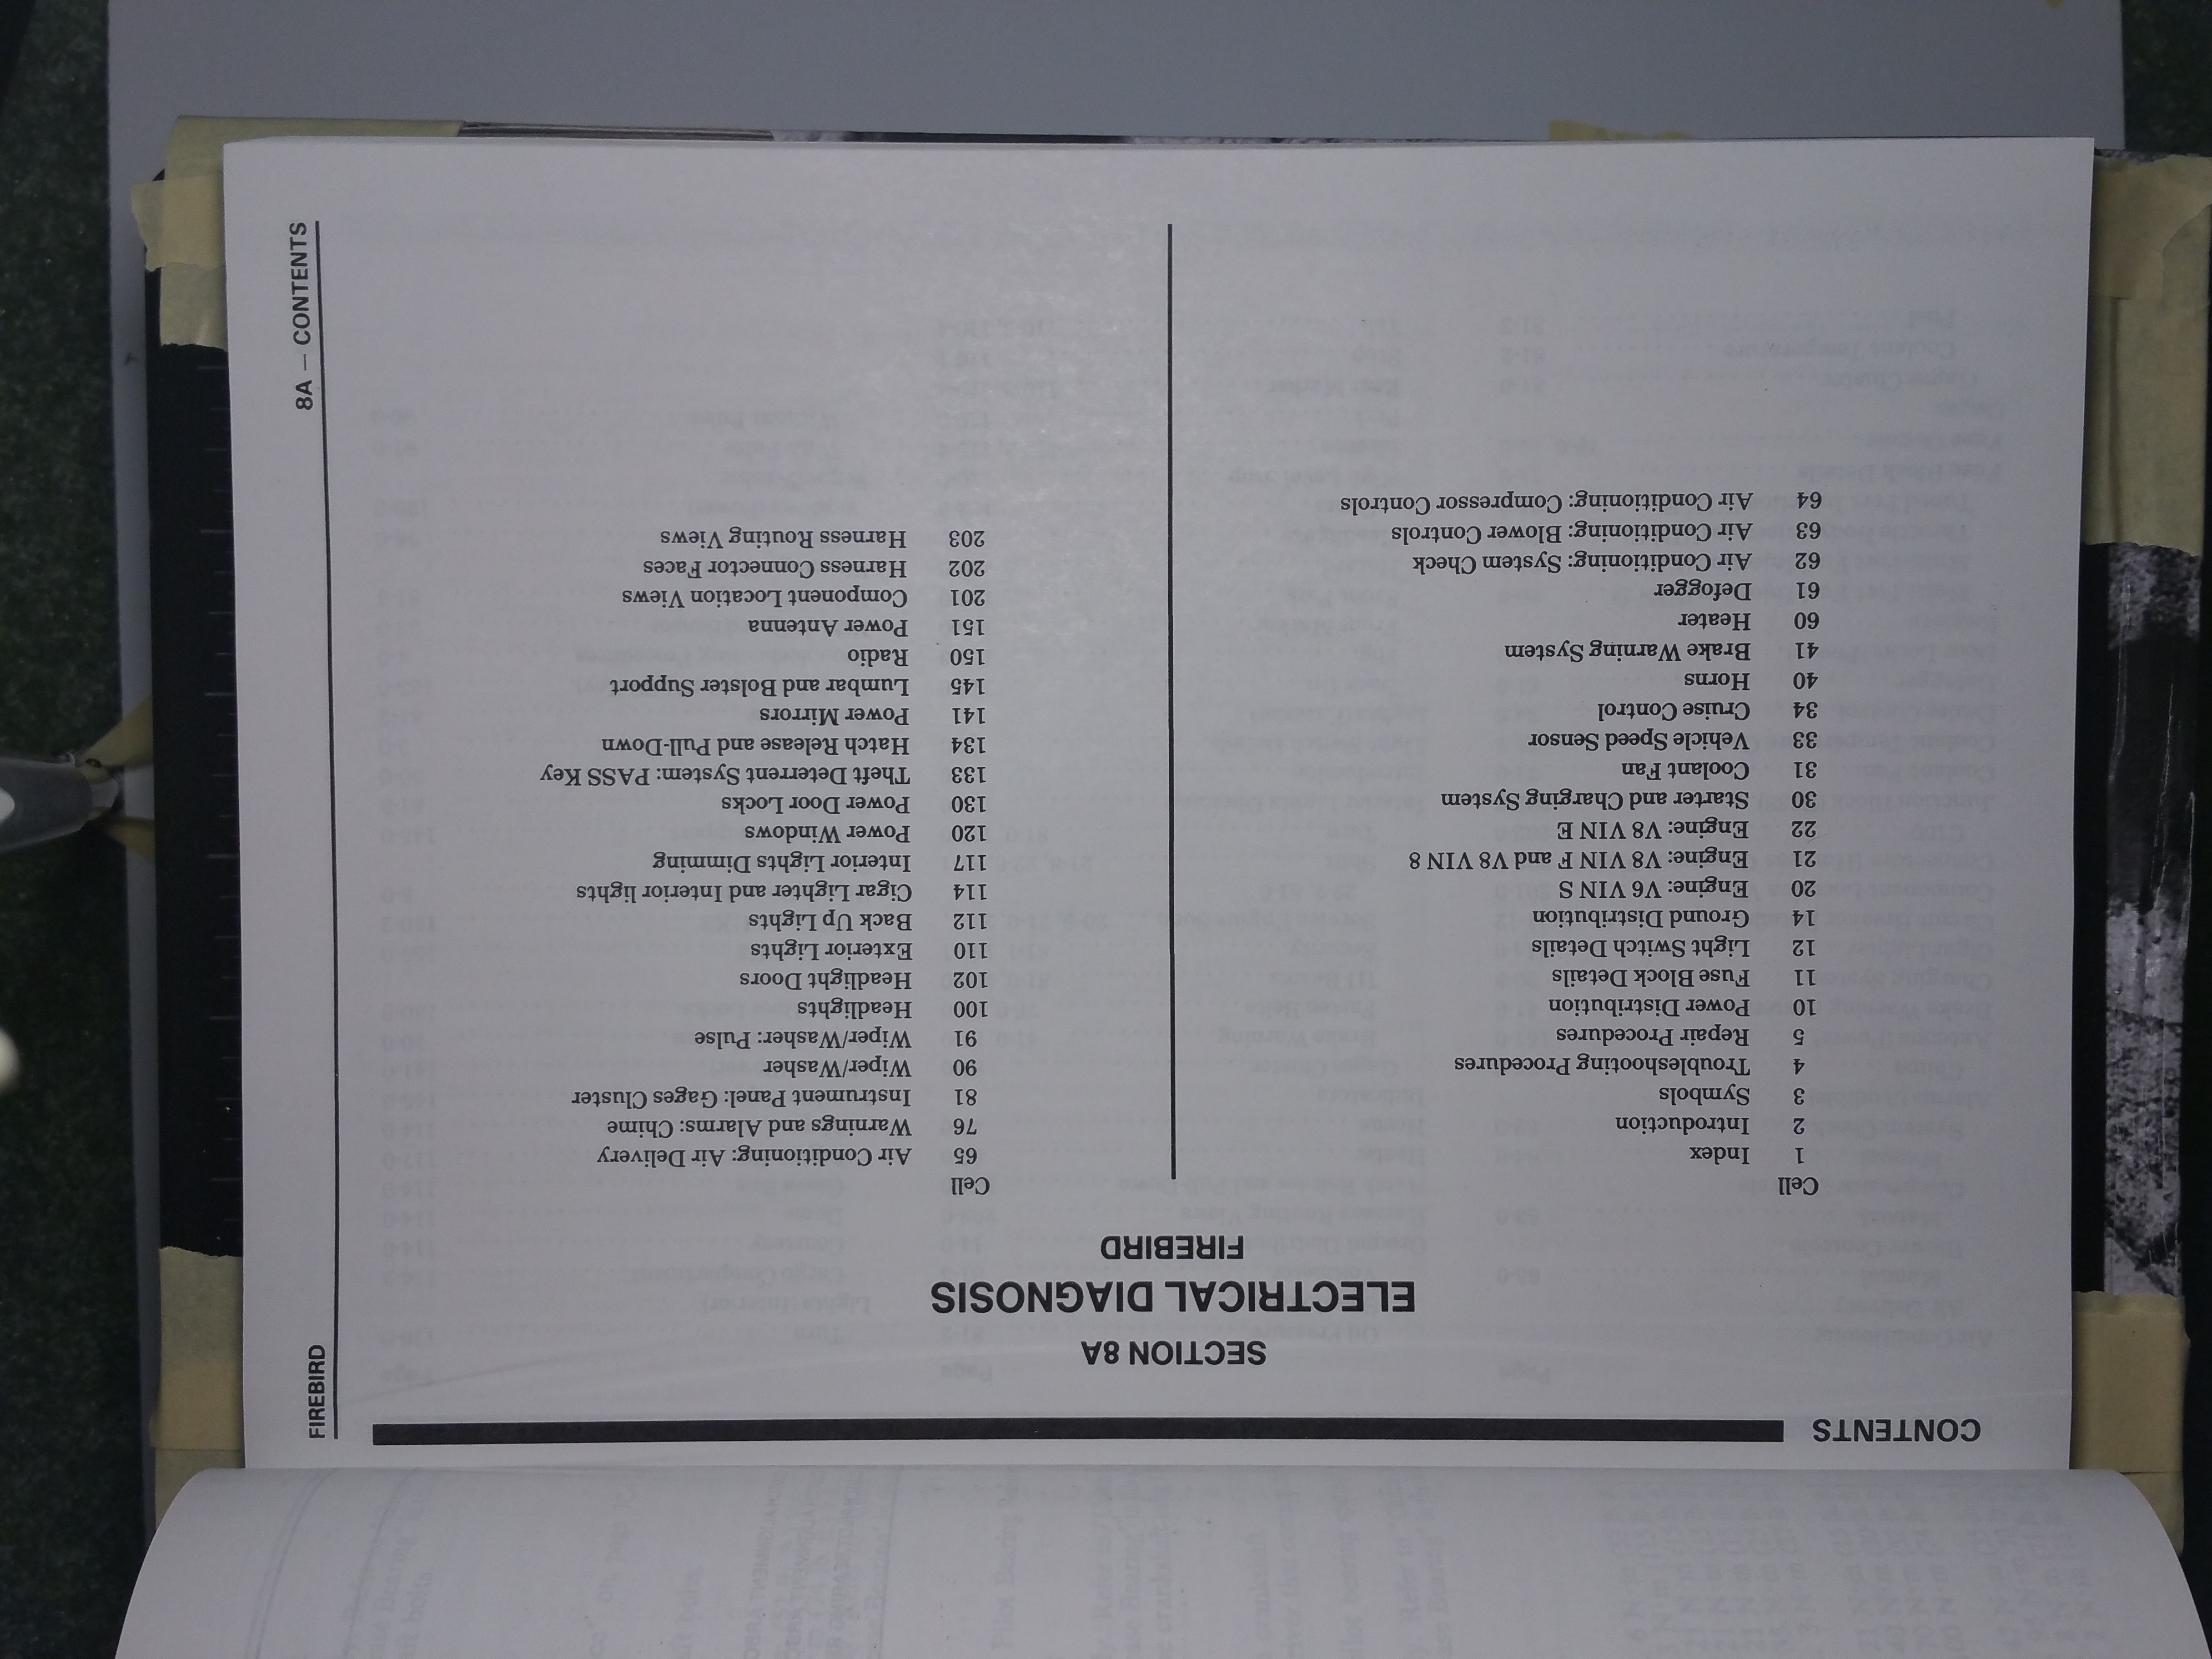 CONTENTS
SECTION 8A
ELECTRICAL DIAGNOSIS
FIREBIRD
Cell
1 Index
2 Introduction
3 Symbols
4 Troubleshooting Procedures
5 Repair Procedures
10 Power Distribution
11 Fuse Block Details
12 Light Switch Details
14 Ground Distribution
20 Engine: V6 VIN S
21 Engine: V8 VIN F and V8 VIN 8
22 Engine: V8 VIN E
30 Starter and Charging System
31 Coolant Fan
33 Vehicle Speed Sensor
34 Cruise Control
40 Horns
41 Brake Warning System
60 Heater
61 Defogger
62 Air Conditioning: System Check
63 Air Conditioning: Blower Controls
64 Air Conditioning: Compressor Controls
Cell
65 Air Conditioning: Air Delivery
76 Warnings and Alarms: Chime
81 Instrument Panel: Gages Cluster
90 Wiper/Washer
91 Wiper/Washer: Pulse
100 Headlights
102 Headlight Doors
110 Exterior Lights
112 Back Up Lights
114 Cigar Lighter and Interior lights
117 Interior Lights Dimming
120 Power Windows
130 Power Door Locks
133 Theft Deterrent System: PASS Key
134 Hatch Release and Pull-Down
141 Power Mirrors
145 Lumbar and Bolster Support
150 Radio
151 Power Antenna
201 Component Location Views
202 Harness Connector Faces
203 Harness Routing Views
FIREBIRD
8A — CONTENTS